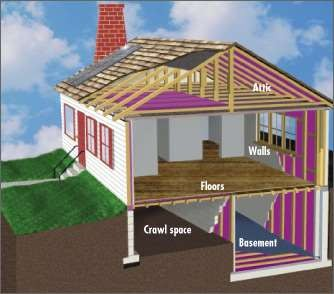 Attic
Walls
Floors
Crawl space
Basement